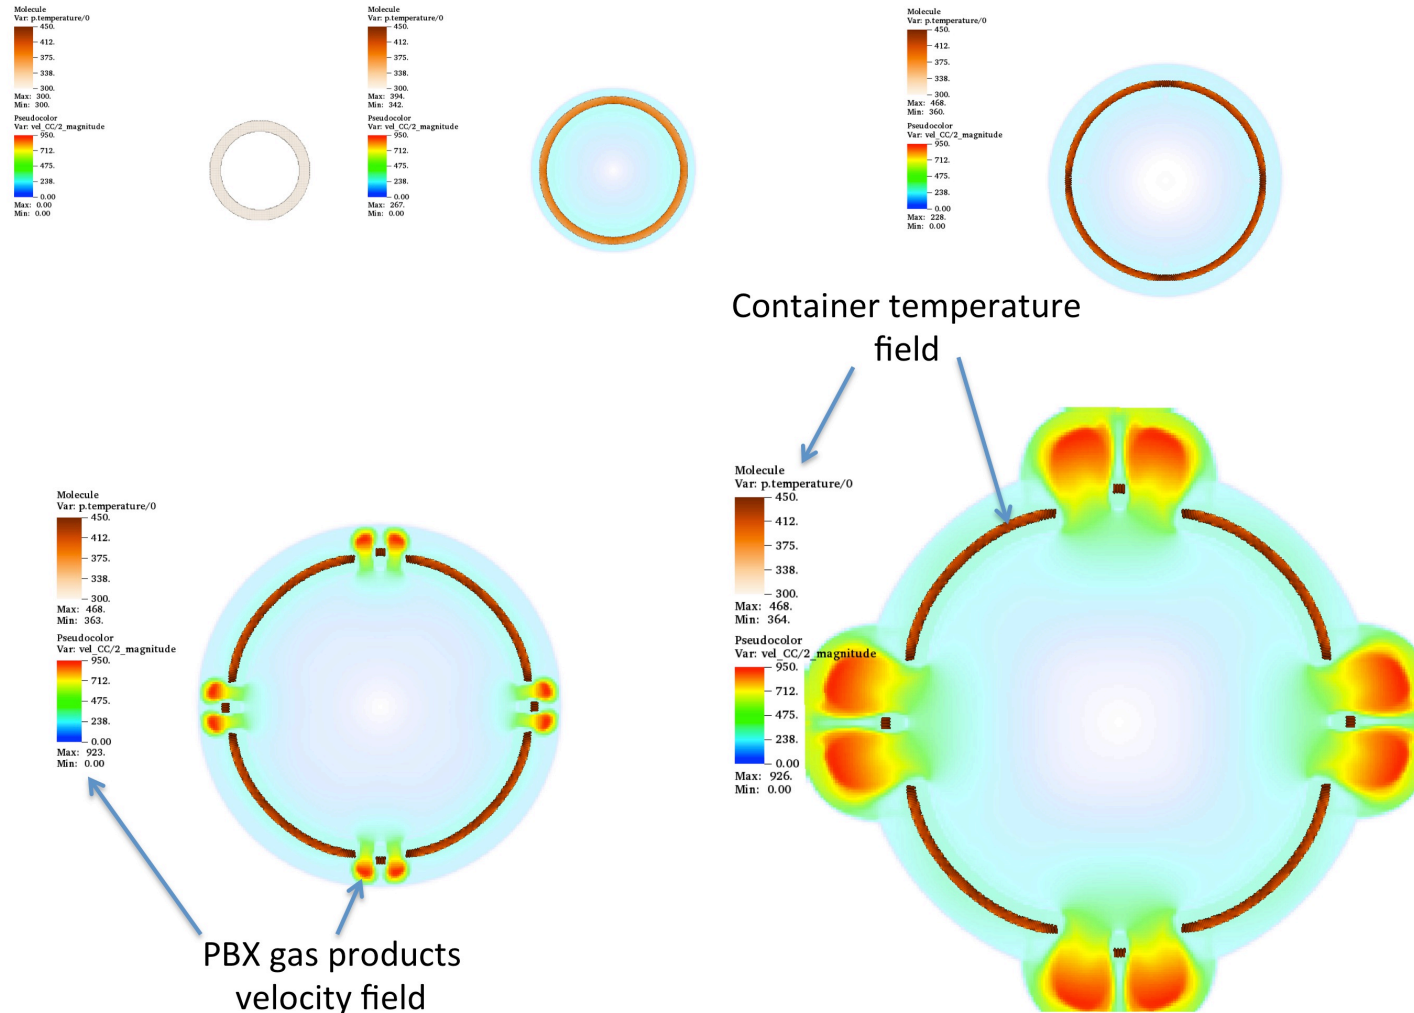 Molecule
Var: p.temperature/0
450.
412.
375.
338.
300.
Max: 300.
Min: 300.
Pseudocolor
Var: vel_CC/2_magnitude
950.
712.
475.
238.
0.00
Max: 0.00
Min: 0.00
Molecule
Var: p.temperature/0
450.
412.
375.
338.
300.
Max: 394.
Min: 342.
Pseudocolor
Var: vel_CC/2_magnitude
950.
712.
475.
238.
0.00
Max: 267.
Min: 0.00
Molecule
Var: p.temperature/0
450.
412.
375.
338.
300.
Max: 468.
Min: 360.
Pseudocolor
Var: vel_CC/2_magnitude
950.
712.
475.
238.
0.00
Max: 228.
Min: 0.00
Container temperature
field
Molecule
Var: p.temperature/0
450.
412.
375.
338.
300.
Max: 468.
Min: 363.
Pseudocolor
Var: vel_CC/2_magnitude
950.
712.
475.
238.
0.00
Max: 923.
Min: 0.00
Molecule
Var: p.temperature/0
450.
412.
375.
338.
300.
Max: 468.
Min: 364.
Pseudocolor
Var: vel_CC/2_magnitude
950.
712.
475.
238.
0.00
Max: 926.
Min: 0.00
PBX gas products
velocity field